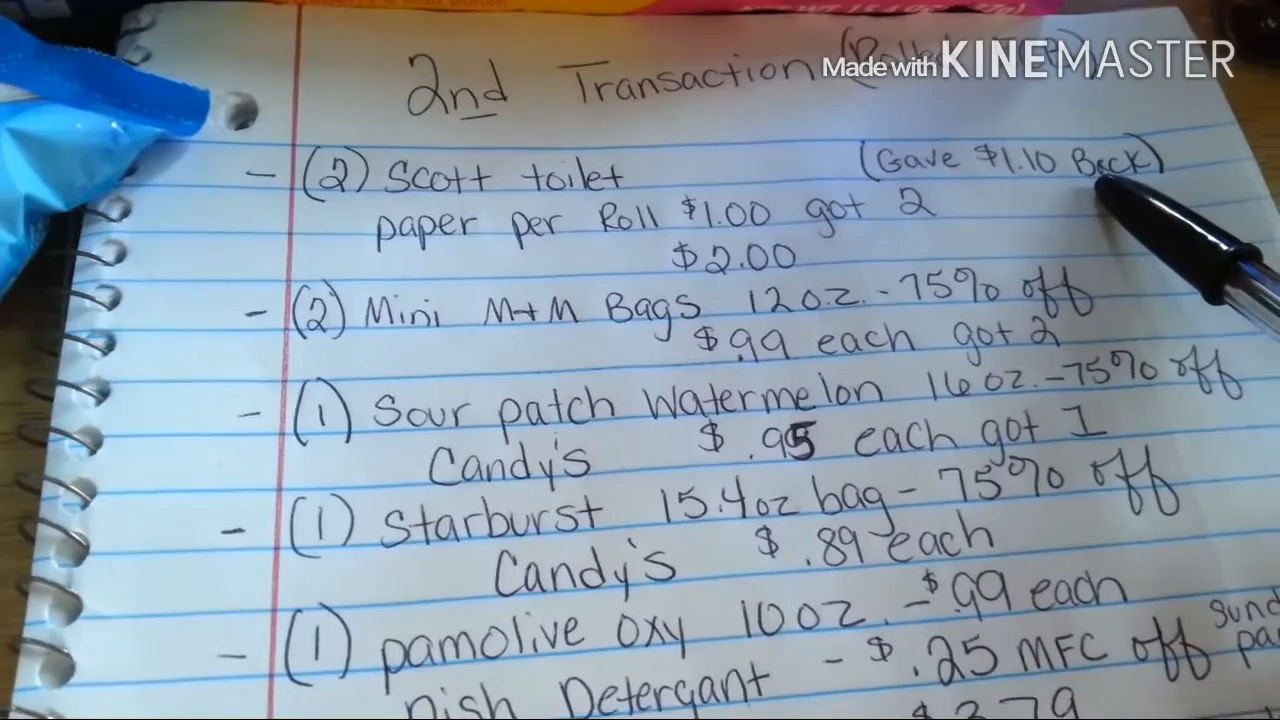 2nd Transaction
Made with KINEMASTER
- (2) Scott toilet (Gave $1.10 Back)
paper per Roll $1.00 got 2
$2.00
- (2) Mini M+M Bags 12oz. - 75% off
$.99 each got 2
- (1) Sour patch Watermelon 16oz. - 75% off
Candy's $.95 each got 1
- (1) Starburst 15.4oz bag - 75% off
Candy's $.89 each
- (1) pamolive oxy 10oz. - $.99 each
Dish Detergant - $.25 MFC off